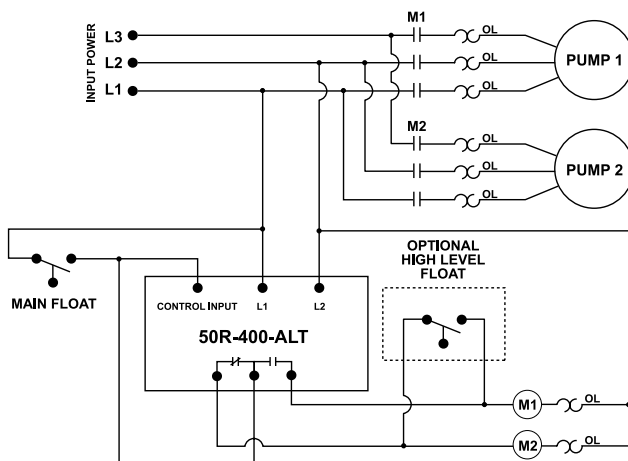 INPUT POWER
L3
L2
L1
M1
OL
OL
OL
PUMP 1
M2
OL
OL
OL
PUMP 2
MAIN FLOAT
OPTIONAL
HIGH LEVEL
FLOAT
CONTROL INPUT
L1
L2
50R-400-ALT
M1
OL
M2
OL